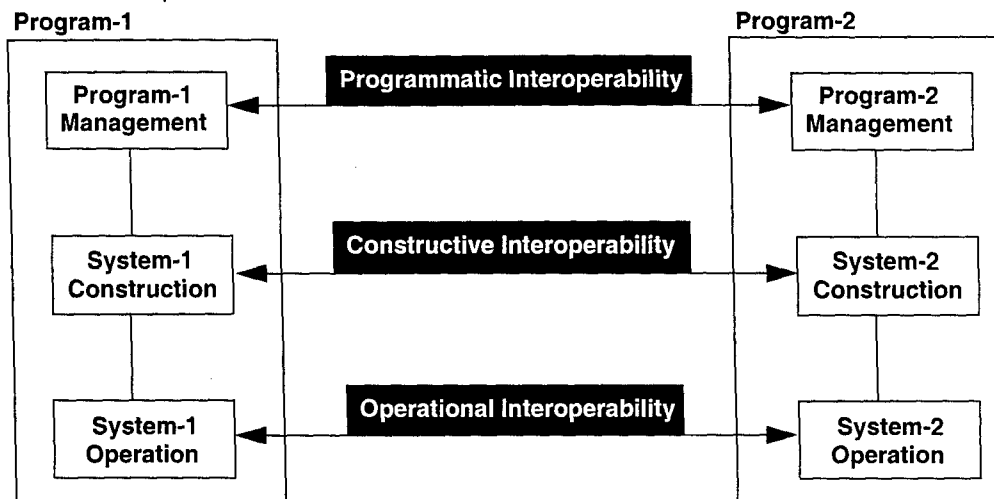 Program-1
Program-2
Programmatic Interoperability
Program-1
Management
Program-2
Management
Constructive Interoperability
System-1
Construction
System-2
Construction
Operational Interoperability
System-1
Operation
System-2
Operation